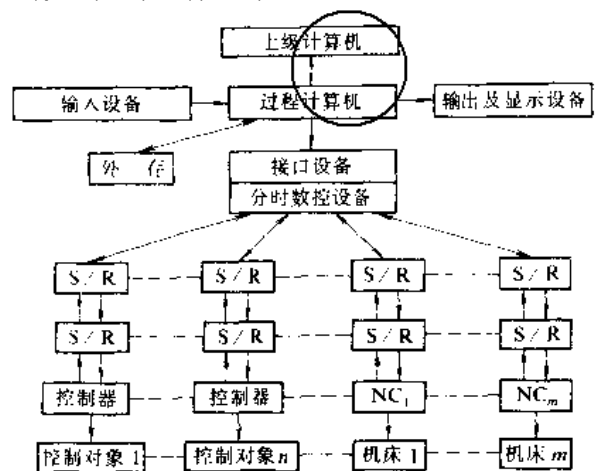 上级计算机
输入设备 过程计算机 输出及显示设备
外 存
接口设备
分时数控设备
S/R S/R S/R S/R
S/R S/R S/R S/R
控制器 控制器 NC₁ NCₘ
控制对象 1 控制对象n 机床 1 机床 m